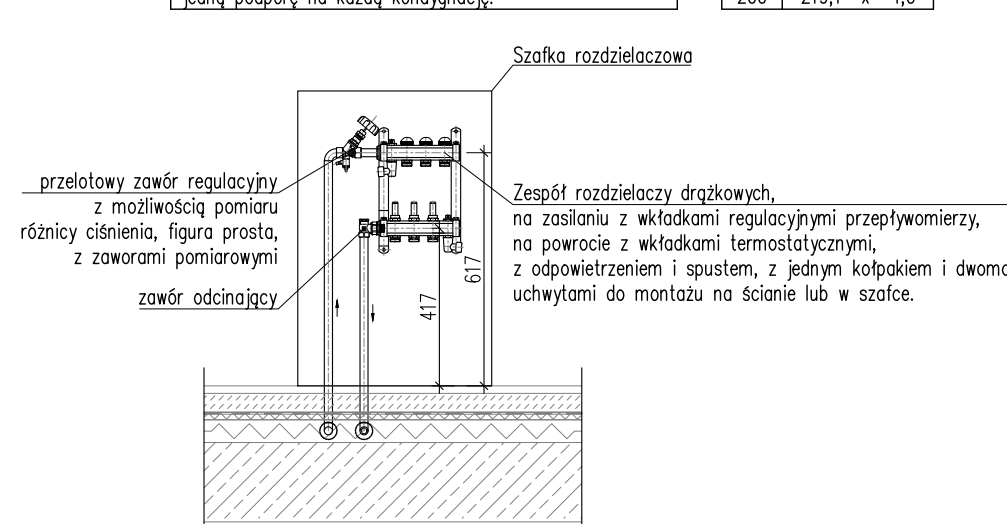 jedną podporę na każdą kondygnację.
Szafka rozdzielaczowa
przelotowy zawór regulacyjny
z możliwością pomiaru
różnicy ciśnienia, figura prosta,
z zaworami pomiarowymi
zawór odcinający
Zespół rozdzielaczy drążkowych,
na zasilaniu z wkładkami regulacyjnymi przepływomierzy,
na powrocie z wkładkami termostatycznymi,
z odpowietrzeniem i spustem, z jednym kołpakiem i dwoma
uchwytami do montażu na ścianie lub w szafce.
617
417